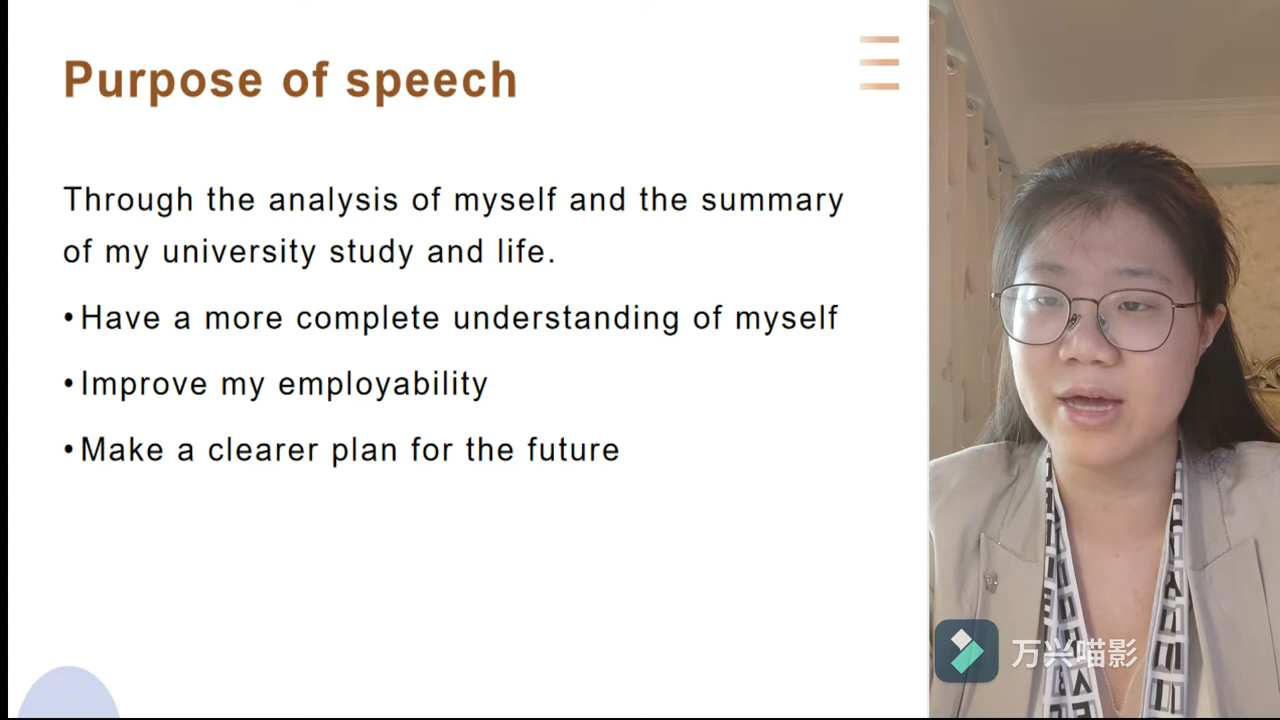 Purpose of speech
Through the analysis of myself and the summary
of my university study and life.
•Have a more complete understanding of myself
•Improve my employability
•Make a clearer plan for the future
万兴喵影